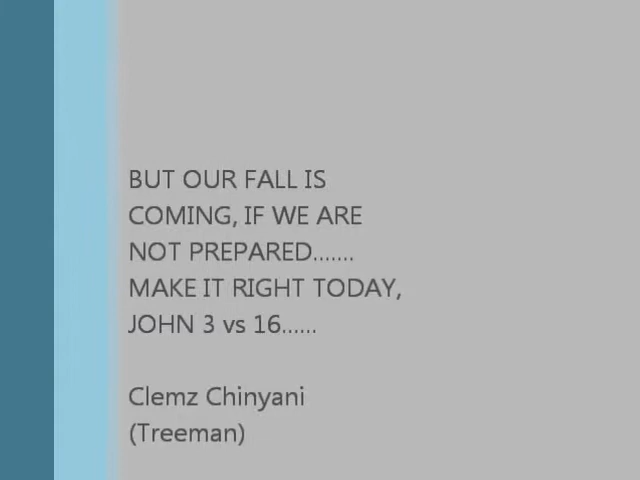 BUT OUR FALL IS
COMING, IF WE ARE
NOT PREPARED.......
MAKE IT RIGHT TODAY,
JOHN 3 vs 16......
Clemz Chinyani
(Treeman)